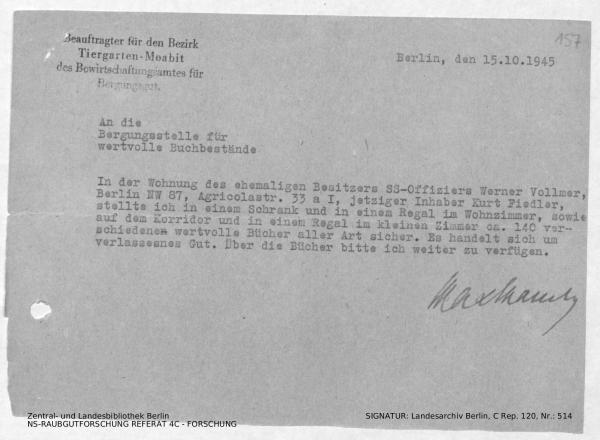 157
Beauftragter für den Bezirk
Tiergarten-Moabit
des Bewirtschaftungsamtes für
Bergungsgut.
Berlin, den 15.10.1945
An die
Bergungsstelle für
wertvolle Buchbestände
In der Wohnung des ehemaligen Besitzers SS-Offiziers Werner Vollmer,
Berlin NW 87, Agricolastr. 33 a I, jetziger Inhaber Kurt Fiedler,
stellte ich in einem Schrank und in einem Regal im Wohnzimmer, sowie
auf dem Korridor und in einem Regal im kleinen Zimmer ca. 140 ver-
schiedenen wertvolle Bücher aller Art sicher. Es handelt sich um
verlassenes Gut. Über die Bücher bitte ich weiter zu verfügen.
Zentral- und Landesbibliothek Berlin
NS-RAUBGUTFORSCHUNG REFERAT 4C - FORSCHUNG
SIGNATUR: Landesarchiv Berlin, C Rep. 120, Nr.: 514